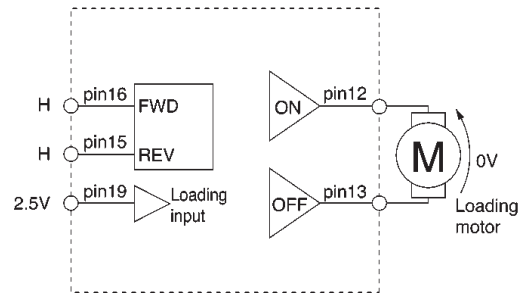 H
pin16
FWD
H
pin15
REV
2.5V
pin19
Loading
input
ON
pin12
OFF
pin13
M
0V
Loading
motor